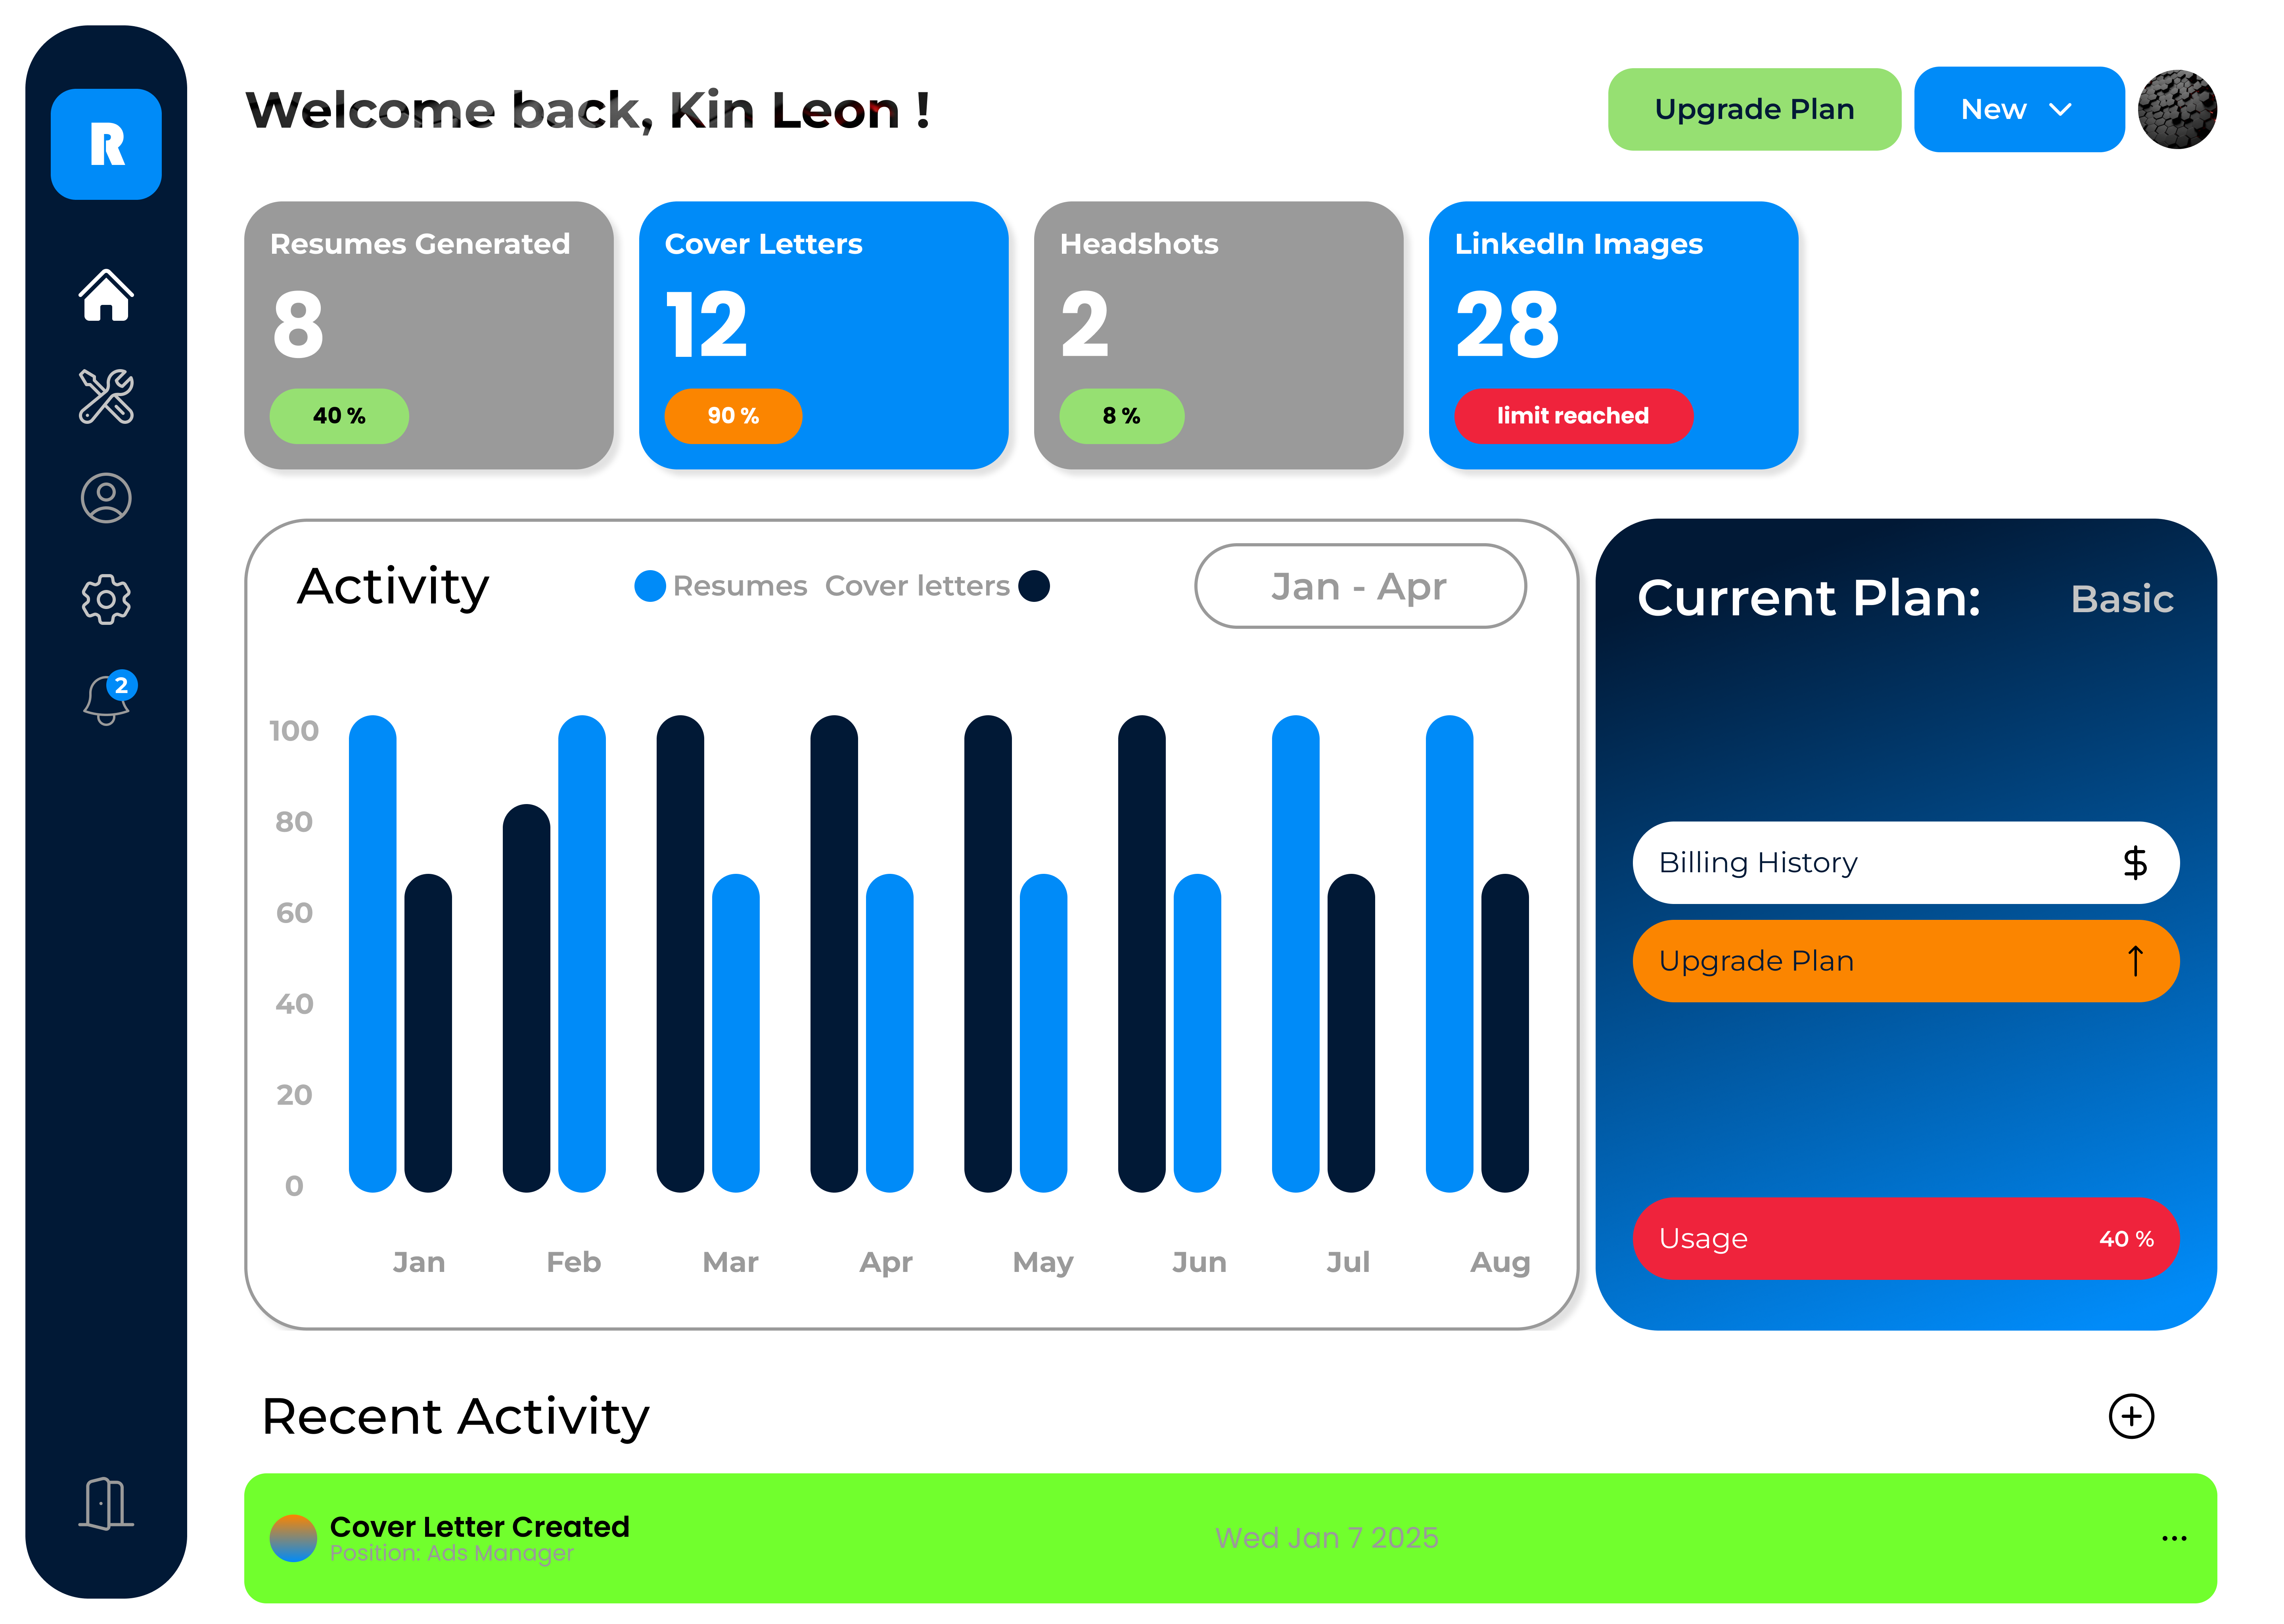 R
Welcome back, Kin Leon !
Upgrade Plan
New
Resumes Generated
8
40 %
Cover Letters
12
90 %
Headshots
2
8 %
LinkedIn Images
28
limit reached
2
Activity
Resumes Cover letters
Jan - Apr
100
80
60
40
20
0
Jan Feb Mar Apr May Jun Jul Aug
Current Plan: Basic
Billing History $
Upgrade Plan ↑
Usage 40 %
Recent Activity
Cover Letter Created
Position: Ads Manager
Wed Jan 7 2025
...